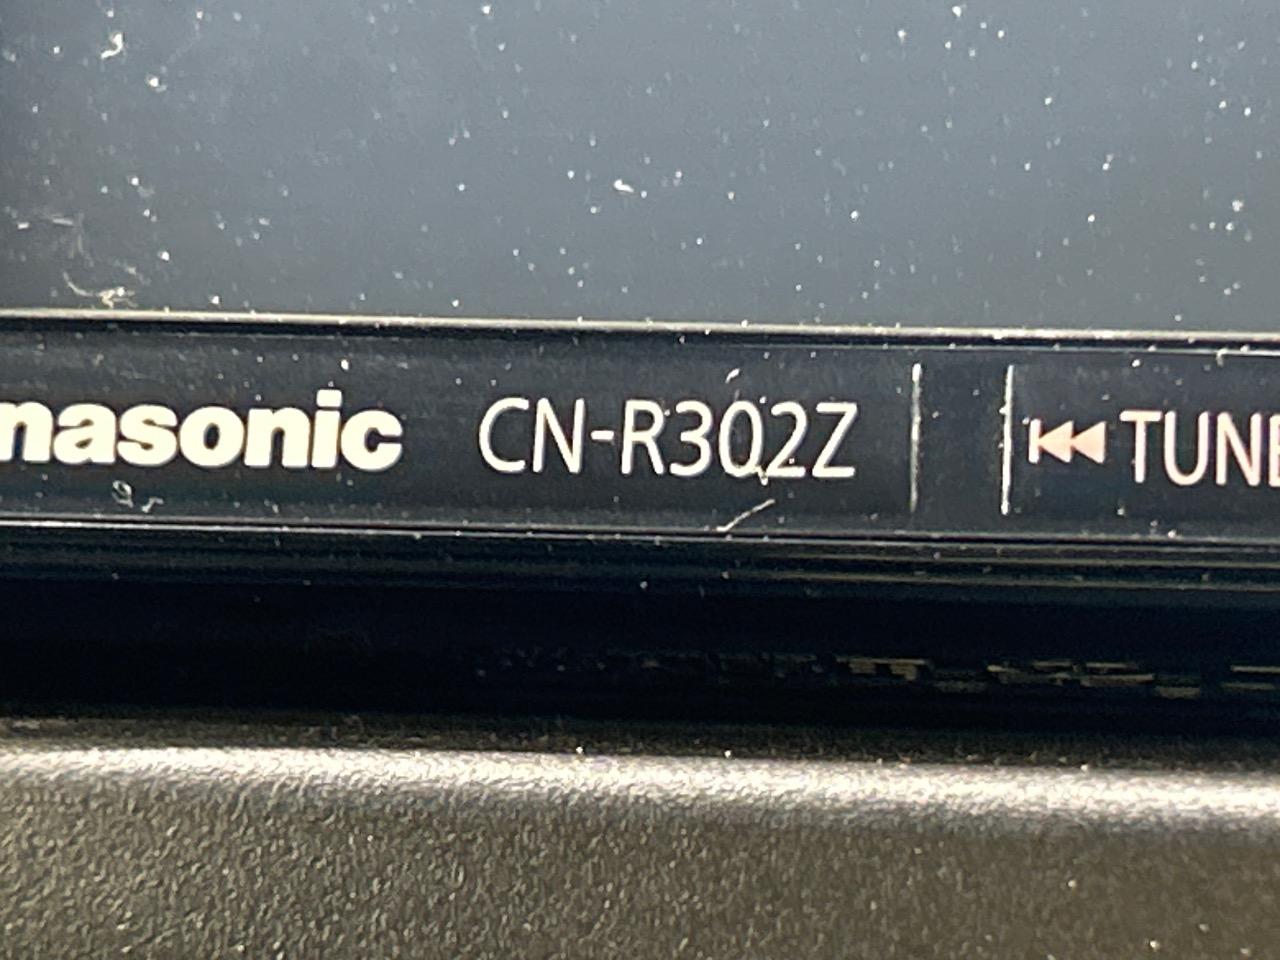 nasonic CN-R302Z ⏮ TUNE